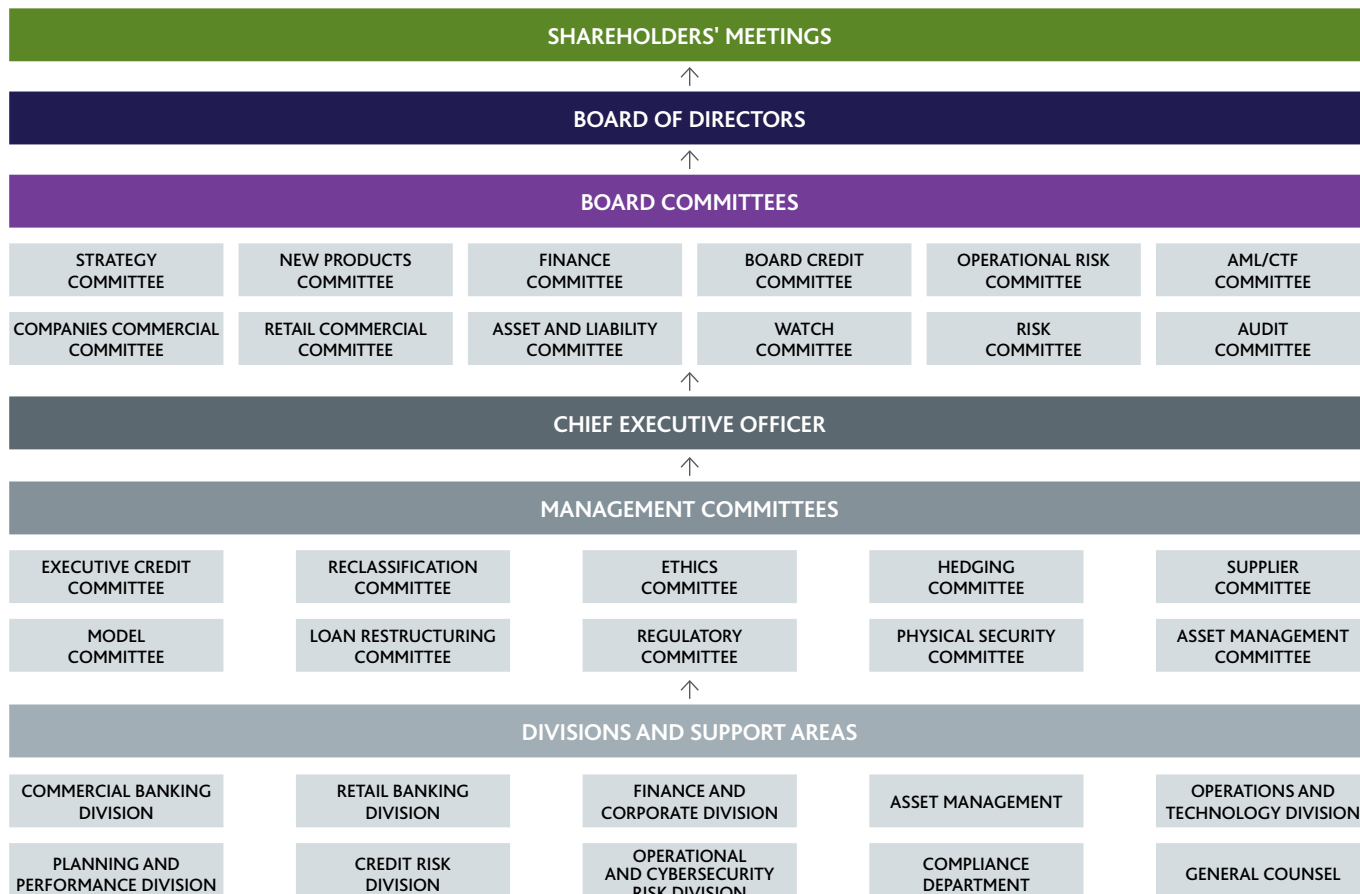 SHAREHOLDERS' MEETINGS
BOARD OF DIRECTORS
BOARD COMMITTEES
STRATEGY
COMMITTEE
NEW PRODUCTS
COMMITTEE
FINANCE
COMMITTEE
BOARD CREDIT
COMMITTEE
OPERATIONAL RISK
COMMITTEE
AML/CTF
COMMITTEE
COMPANIES COMMERCIAL
COMMITTEE
RETAIL COMMERCIAL
COMMITTEE
ASSET AND LIABILITY
COMMITTEE
WATCH
COMMITTEE
RISK
COMMITTEE
AUDIT
COMMITTEE
CHIEF EXECUTIVE OFFICER
MANAGEMENT COMMITTEES
EXECUTIVE CREDIT
COMMITTEE
RECLASSIFICATION
COMMITTEE
ETHICS
COMMITTEE
HEDGING
COMMITTEE
SUPPLIER
COMMITTEE
MODEL
COMMITTEE
LOAN RESTRUCTURING
COMMITTEE
REGULATORY
COMMITTEE
PHYSICAL SECURITY
COMMITTEE
ASSET MANAGEMENT
COMMITTEE
DIVISIONS AND SUPPORT AREAS
COMMERCIAL BANKING
DIVISION
RETAIL BANKING
DIVISION
FINANCE AND
CORPORATE DIVISION
ASSET MANAGEMENT
OPERATIONS AND
TECHNOLOGY DIVISION
PLANNING AND
PERFORMANCE DIVISION
CREDIT RISK
DIVISION
OPERATIONAL
AND CYBERSECURITY
RISK DIVISION
COMPLIANCE
DEPARTMENT
GENERAL COUNSEL